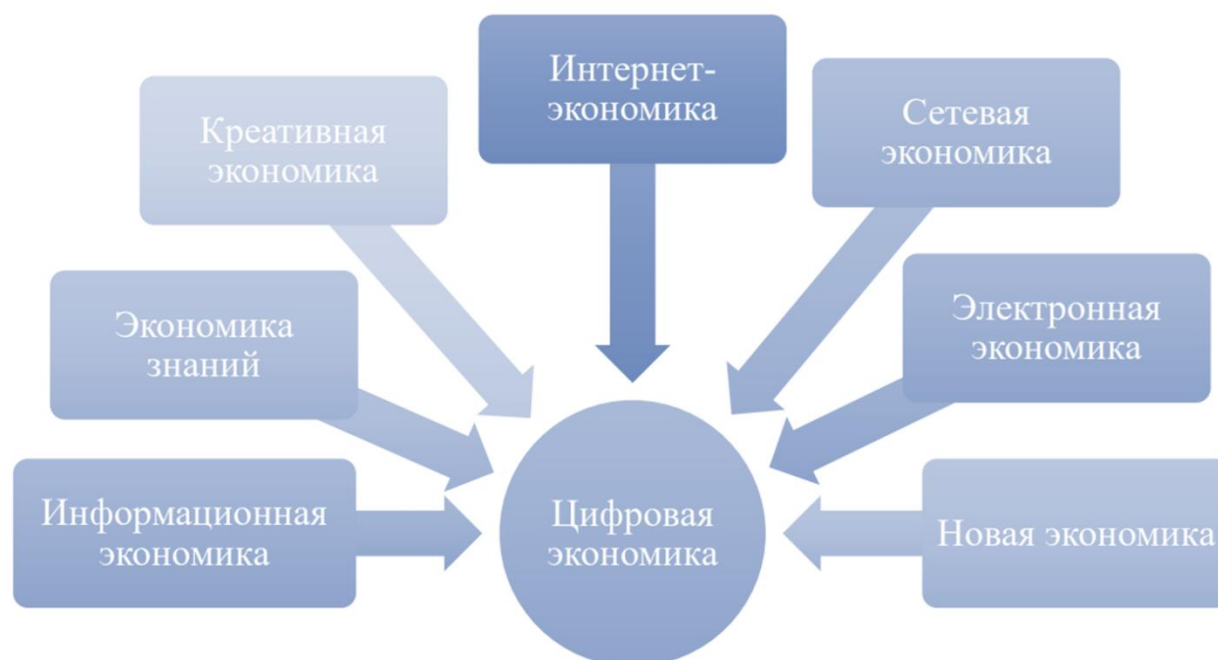 Интернет-
экономика
Креативная
экономика
Сетевая
экономика
Экономика
знаний
Электронная
экономика
Информационная
экономика
Цифровая
экономика
Новая экономика